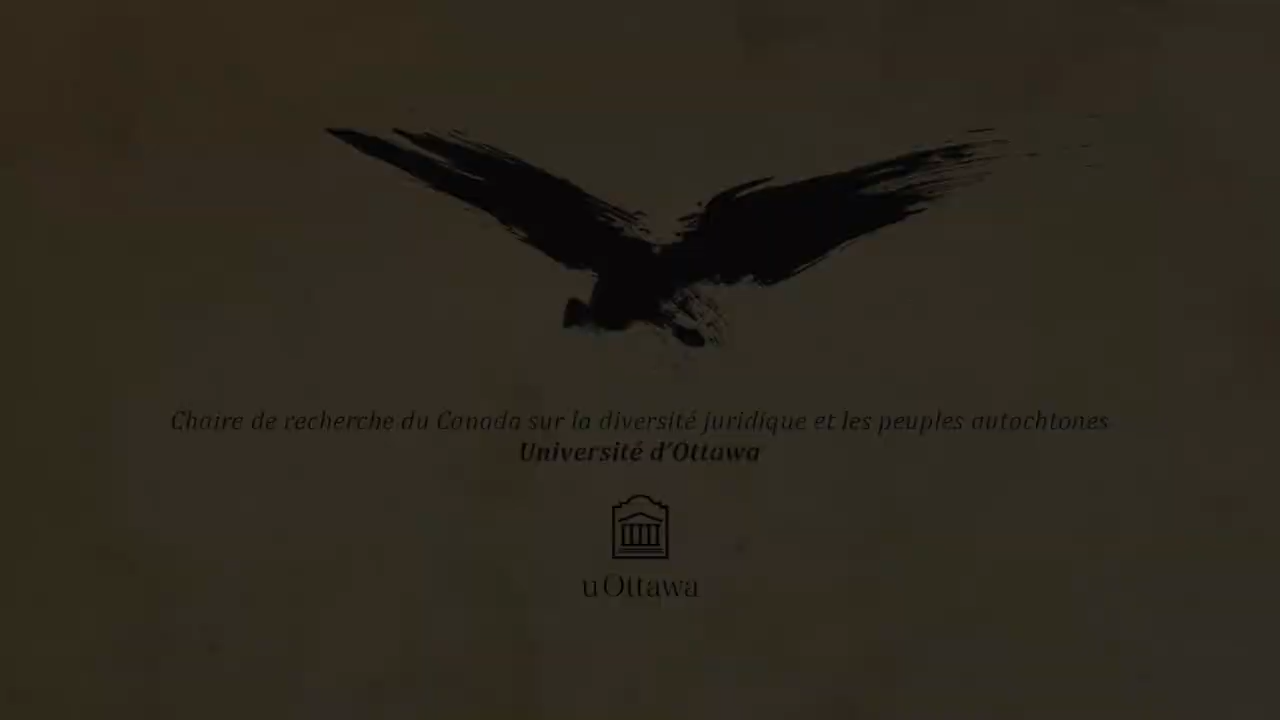 Chaire de recherche du Canada sur la diversité juridique et les peuples autochtones
Université d'Ottawa
uOttawa